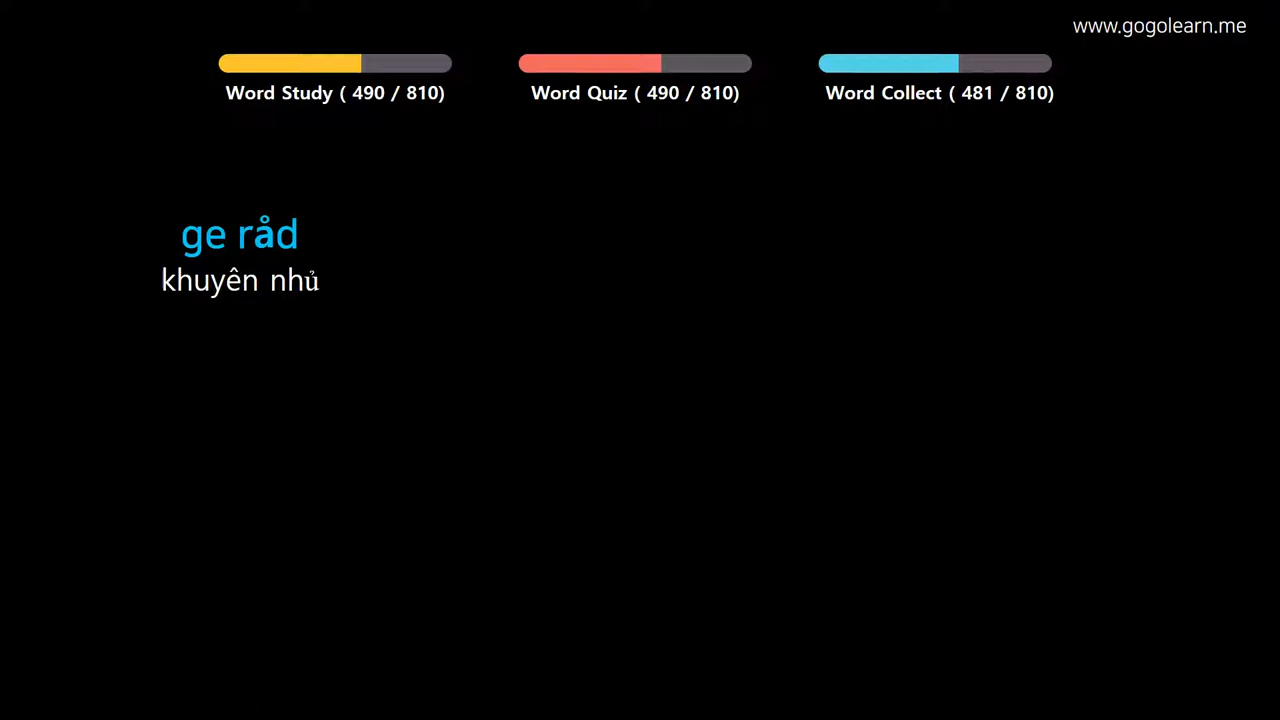 www.gogolearn.me
Word Study ( 490 / 810)
Word Quiz ( 490 / 810)
Word Collect ( 481 / 810)
ge råd
khuyên nhủ